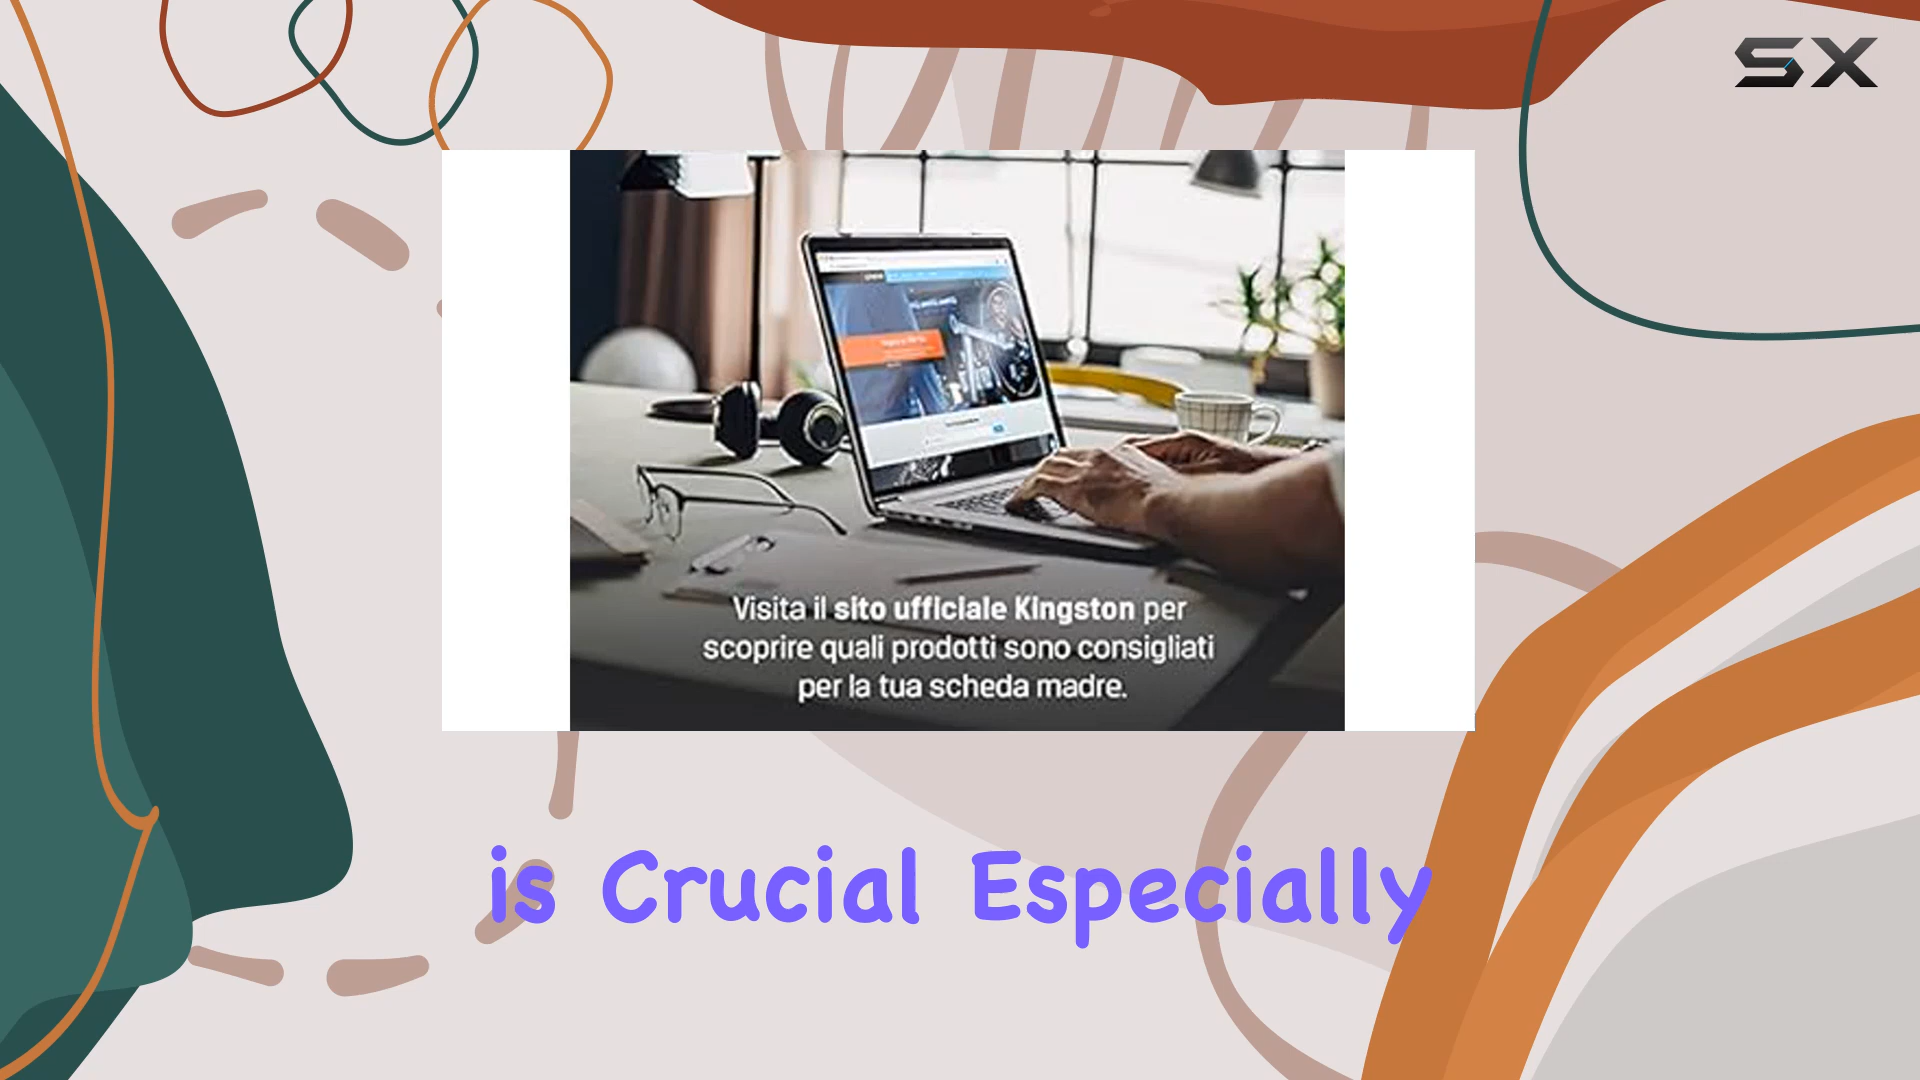 SX
Visita il sito ufficiale Kingston per
scoprire quali prodotti sono consigliati
per la tua scheda madre.
is Crucial Especially